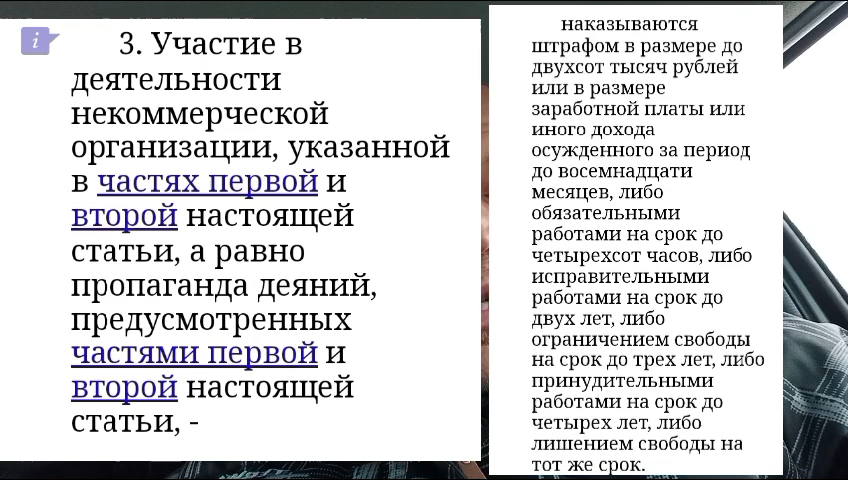 3. Участие в
деятельности
некоммерческой
организации, указанной
в частях первой и
второй настоящей
статьи, а равно
пропаганда деяний,
предусмотренных
частями первой и
второй настоящей
статьи, -
наказываются
штрафом в размере до
двухсот тысяч рублей
или в размере
заработной платы или
иного дохода
осужденного за период
до восемнадцати
месяцев, либо
обязательными
работами на срок до
четырехсот часов, либо
исправительными
работами на срок до
двух лет, либо
ограничением свободы
на срок до трех лет, либо
принудительными
работами на срок до
четырех лет, либо
лишением свободы на
тот же срок.